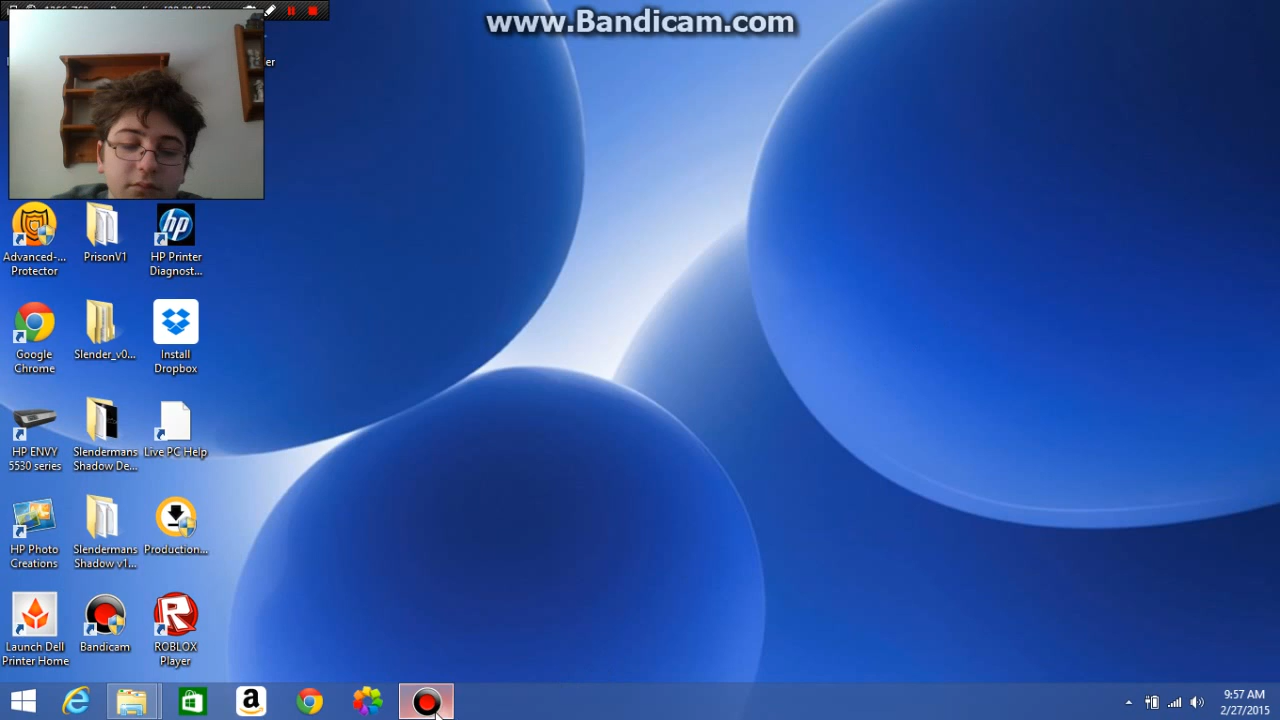 www.Bandicam.com
er
Advanced-...
Protector
PrisonV1
HP Printer
Diagnost...
hp
Google
Chrome
Slender_v0...
Install
Dropbox
HP ENVY
5530 series
Slendermans
Shadow De...
Live PC Help
HP Photo
Creations
Slendermans
Shadow v1...
Production...
Launch Dell
Printer Home
Bandicam
R
ROBLOX
Player
a
9:57 AM
2/27/2015